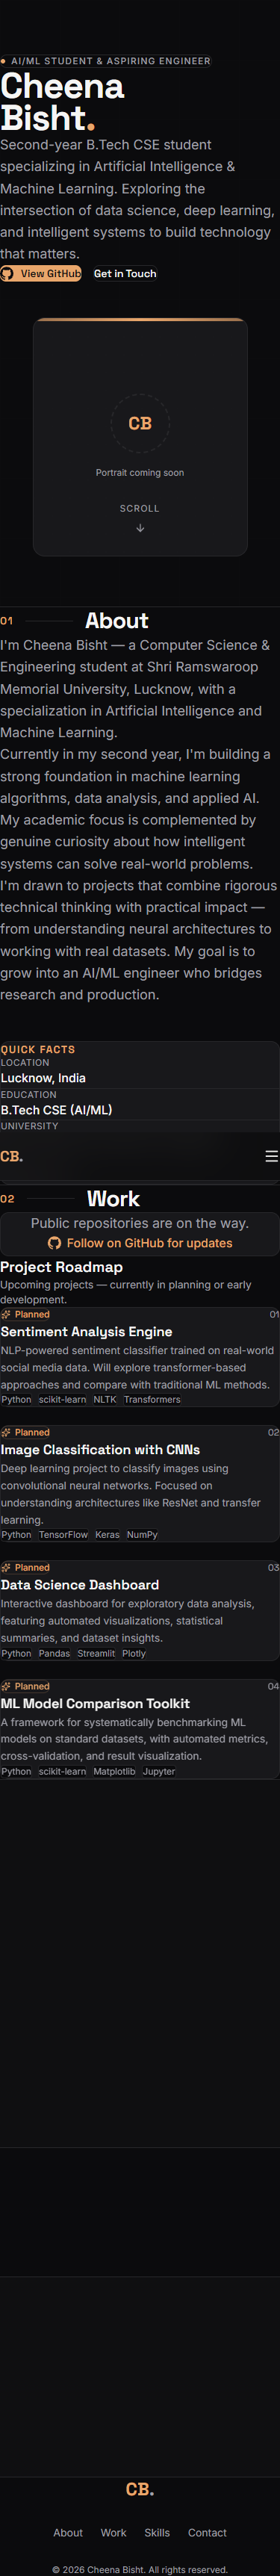 AI/ML STUDENT & ASPIRING ENGINEER
Cheena
Bisht.
Second-year B.Tech CSE student
specializing in Artificial Intelligence &
Machine Learning. Exploring the
intersection of data science, deep learning,
and intelligent systems to build technology
that matters.
View GitHub
Get in Touch
CB
Portrait coming soon
SCROLL
01 About
I'm Cheena Bisht — a Computer Science &
Engineering student at Shri Ramswaroop
Memorial University, Lucknow, with a
specialization in Artificial Intelligence and
Machine Learning.
Currently in my second year, I'm building a
strong foundation in machine learning
algorithms, data analysis, and applied AI.
My academic focus is complemented by
genuine curiosity about how intelligent
systems can solve real-world problems.
I'm drawn to projects that combine rigorous
technical thinking with practical impact —
from understanding neural architectures to
working with real datasets. My goal is to
grow into an AI/ML engineer who bridges
research and production.
QUICK FACTS
LOCATION
Lucknow, India
EDUCATION
B.Tech CSE (AI/ML)
UNIVERSITY
CB.
02 Work
Public repositories are on the way.
Follow on GitHub for updates
Project Roadmap
Upcoming projects — currently in planning or early
development.
Planned 01
Sentiment Analysis Engine
NLP-powered sentiment classifier trained on real-world
social media data. Will explore transformer-based
approaches and compare with traditional ML methods.
Python scikit-learn NLTK Transformers
Planned 02
Image Classification with CNNs
Deep learning project to classify images using
convolutional neural networks. Focused on
understanding architectures like ResNet and transfer
learning.
Python TensorFlow Keras NumPy
Planned 03
Data Science Dashboard
Interactive dashboard for exploratory data analysis,
featuring automated visualizations, statistical
summaries, and dataset insights.
Python Pandas Streamlit Plotly
Planned 04
ML Model Comparison Toolkit
A framework for systematically benchmarking ML
models on standard datasets, with automated metrics,
cross-validation, and result visualization.
Python scikit-learn Matplotlib Jupyter
CB.
About Work Skills Contact
© 2026 Cheena Bisht. All rights reserved.